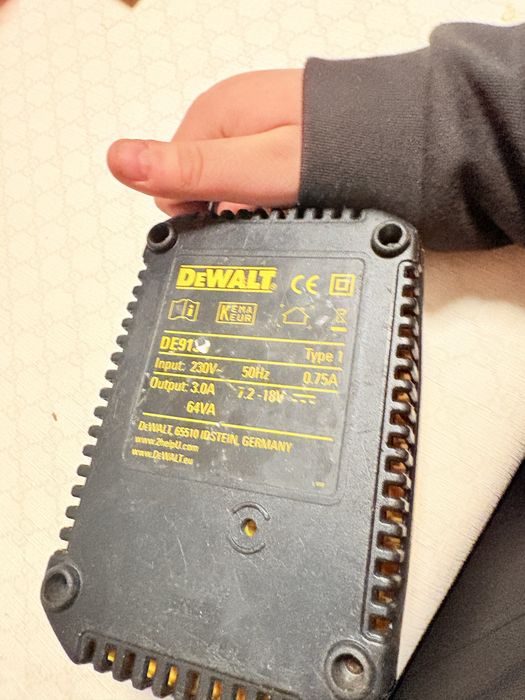 DEWALT®
CE
KEMA
KEUR
Type 1
Input: 230V~ 50Hz 0.75A
Output: 3.0A 7.2 -18V
64VA
DEWALT, 65510 IDSTEIN, GERMANY
www.2helpU.com
www.DEWALT.eu